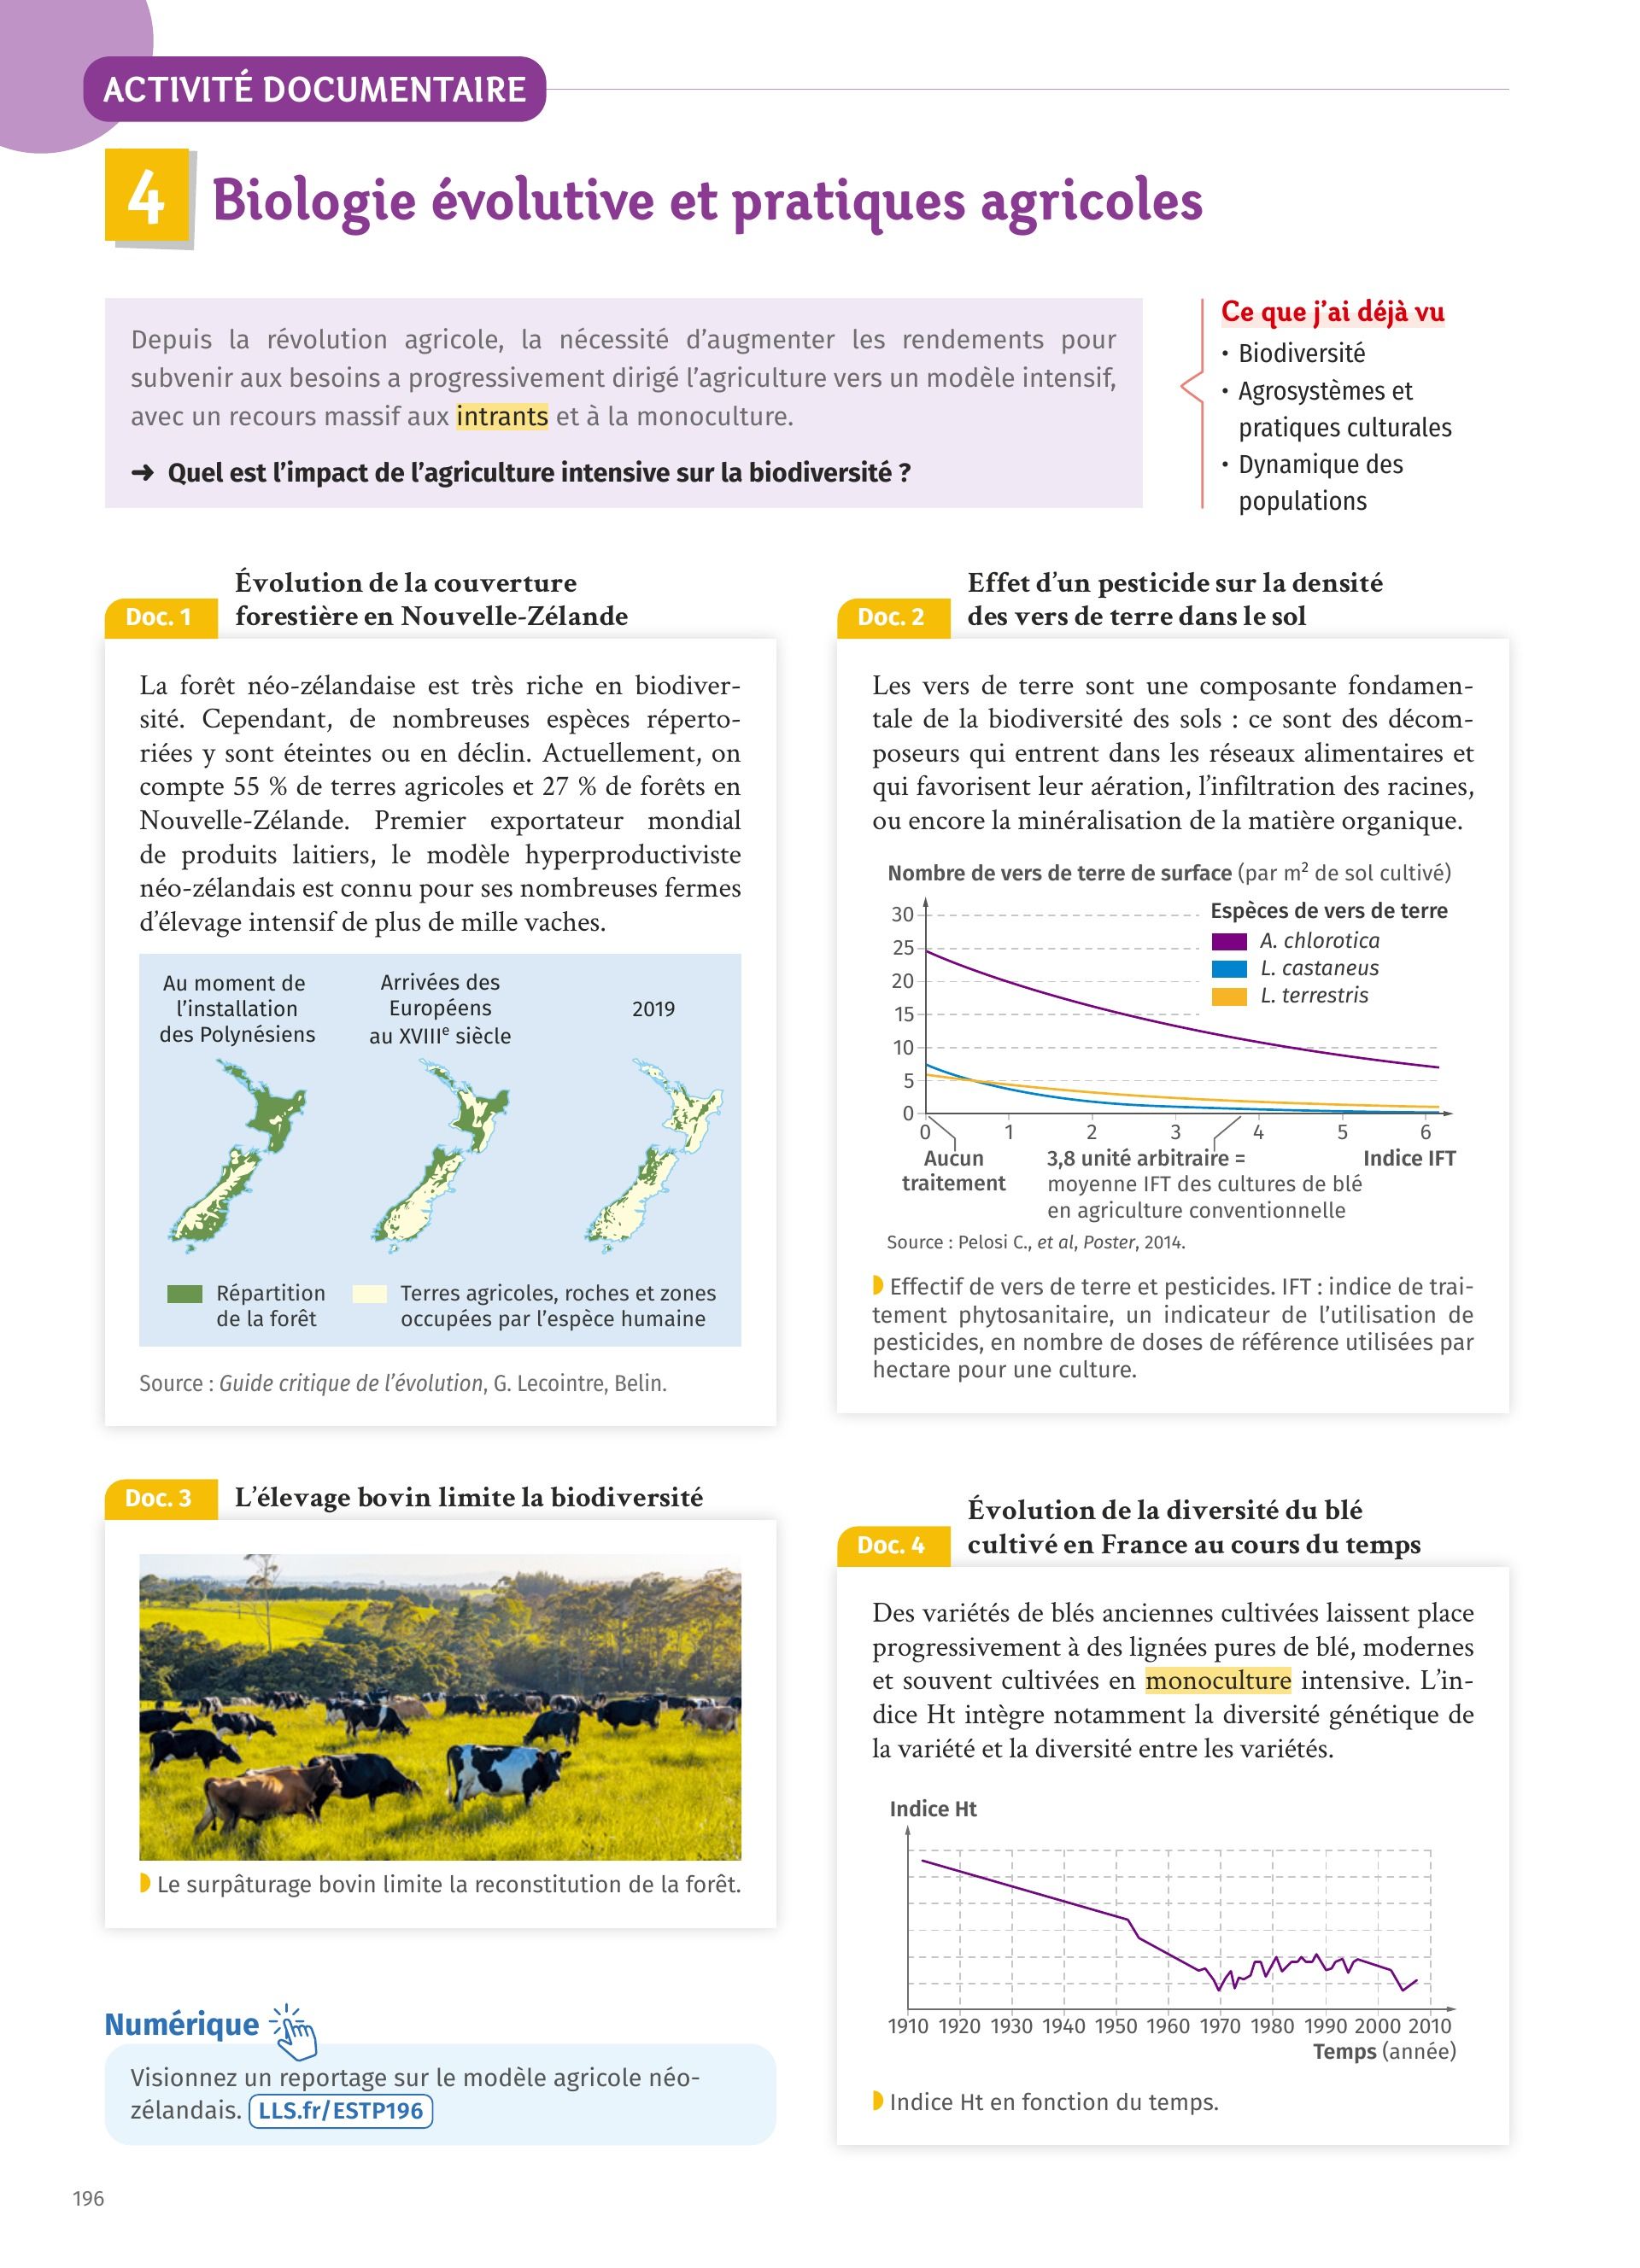 ACTIVITÉ DOCUMENTAIRE
4 Biologie évolutive et pratiques agricoles
Depuis la révolution agricole, la nécessité d'augmenter les rendements pour
subvenir aux besoins a progressivement dirigé l'agriculture vers un modèle intensif,
avec un recours massif aux intrants et à la monoculture.
➜ Quel est l'impact de l'agriculture intensive sur la biodiversité ?
Ce que j'ai déjà vu
• Biodiversité
• Agrosystèmes et
pratiques culturales
• Dynamique des
populations
Doc. 1
Évolution de la couverture
forestière en Nouvelle-Zélande
La forêt néo-zélandaise est très riche en biodiver-
sité. Cependant, de nombreuses espèces réperto-
riées y sont éteintes ou en déclin. Actuellement, on
compte 55 % de terres agricoles et 27 % de forêts en
Nouvelle-Zélande. Premier exportateur mondial
de produits laitiers, le modèle hyperproductiviste
néo-zélandais est connu pour ses nombreuses fermes
d'élevage intensif de plus de mille vaches.
Au moment de
l'installation
des Polynésiens
Arrivées des
Européens
au XVIIIe siècle
2019
Répartition
de la forêt
Terres agricoles, roches et zones
occupées par l'espèce humaine
Source : Guide critique de l'évolution, G. Lecointre, Belin.
Doc. 2
Effet d'un pesticide sur la densité
des vers de terre dans le sol
Les vers de terre sont une composante fondamen-
tale de la biodiversité des sols : ce sont des décom-
poseurs qui entrent dans les réseaux alimentaires et
qui favorisent leur aération, l'infiltration des racines,
ou encore la minéralisation de la matière organique.
Nombre de vers de terre de surface (par m² de sol cultivé)
30
25
20
15
10
5
0
Espèces de vers de terre
A. chlorotica
L. castaneus
L. terrestris
0 1 2 3 4 5 6
Aucun
traitement
3,8 unité arbitraire =
moyenne IFT des cultures de blé
en agriculture conventionnelle
Indice IFT
Source : Pelosi C., et al, Poster, 2014.
Effectif de vers de terre et pesticides. IFT : indice de trai-
tement phytosanitaire, un indicateur de l'utilisation de
pesticides, en nombre de doses de référence utilisées par
hectare pour une culture.
Doc. 3
L'élevage bovin limite la biodiversité
Le surpâturage bovin limite la reconstitution de la forêt.
Numérique
Visionnez un reportage sur le modèle agricole néo-
zélandais. LLS.fr/ESTP196
Doc. 4
Évolution de la diversité du blé
cultivé en France au cours du temps
Des variétés de blés anciennes cultivées laissent place
progressivement à des lignées pures de blé, modernes
et souvent cultivées en monoculture intensive. L'in-
dice Ht intègre notamment la diversité génétique de
la variété et la diversité entre les variétés.
Indice Ht
1910 1920 1930 1940 1950 1960 1970 1980 1990 2000 2010
Temps (année)
Indice Ht en fonction du temps.
196